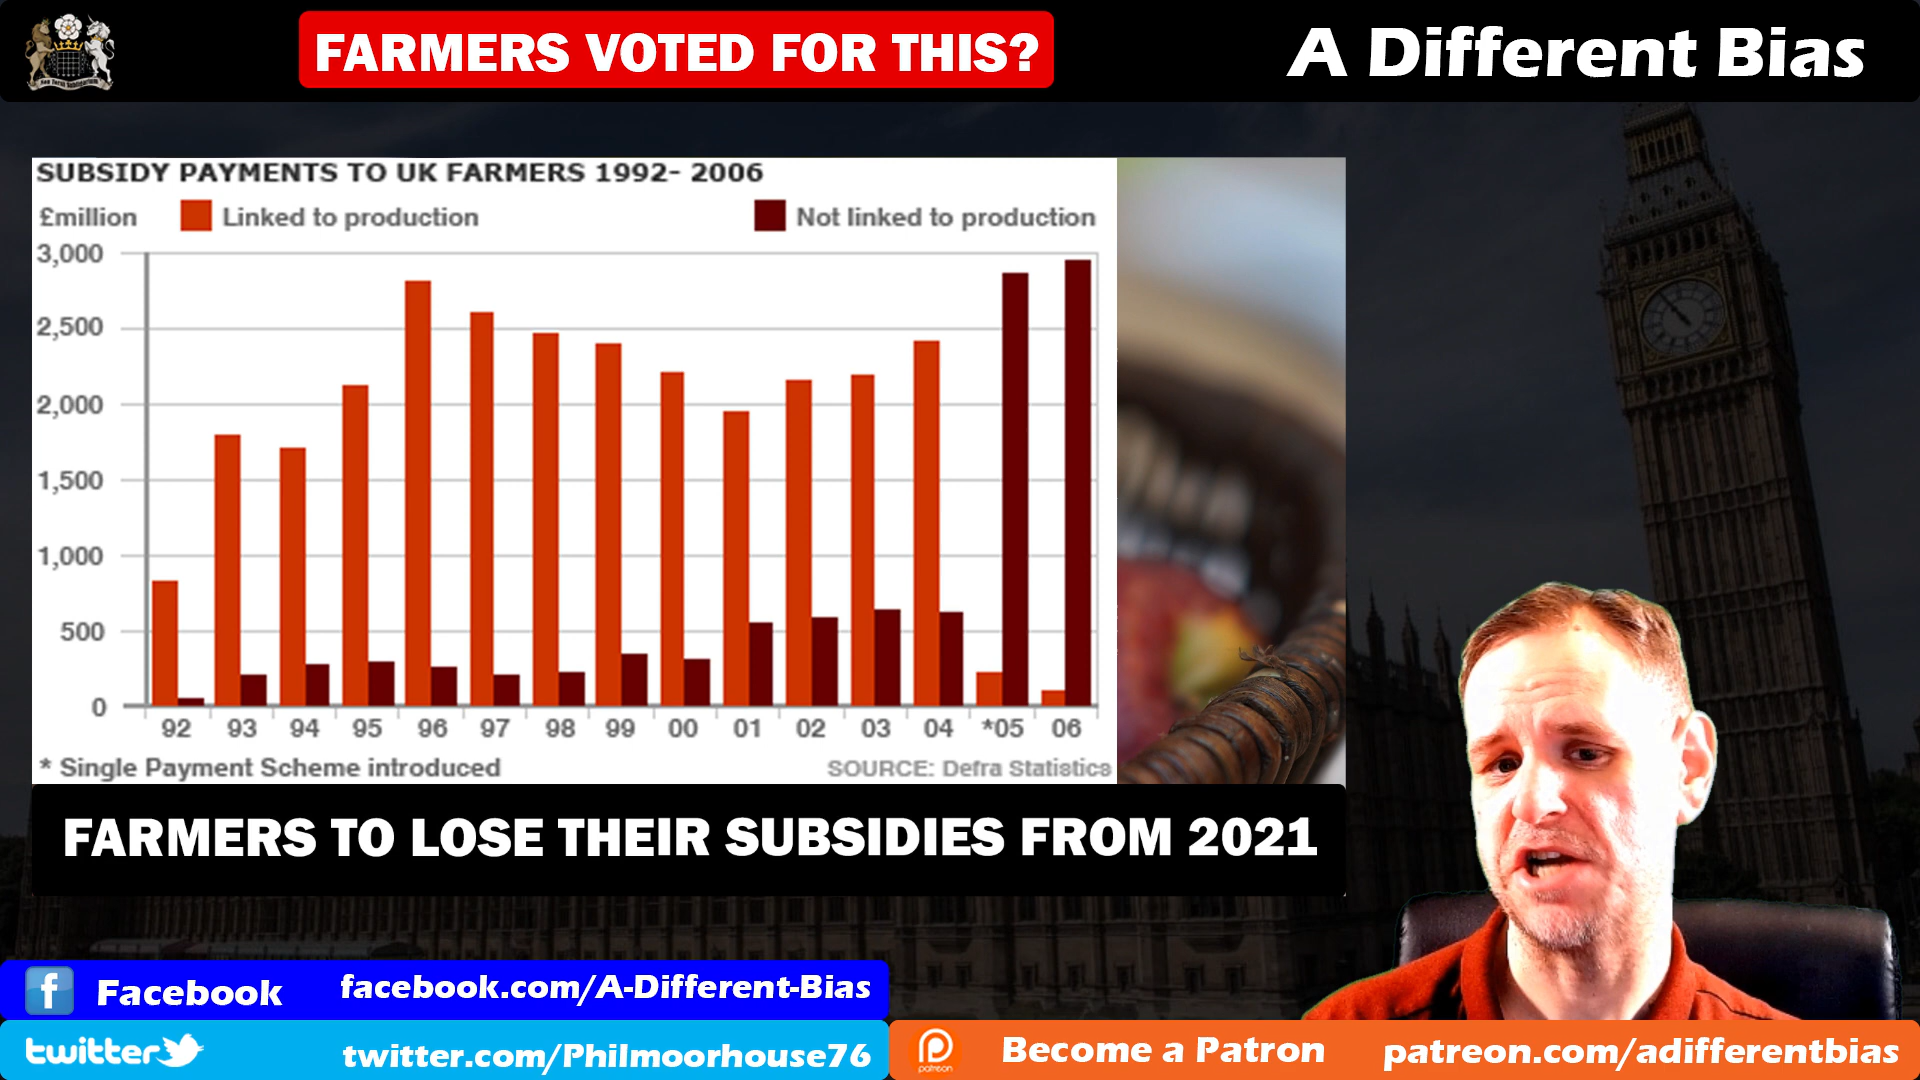 FARMERS VOTED FOR THIS?
A Different Bias
SUBSIDY PAYMENTS TO UK FARMERS 1992- 2006
£million Linked to production Not linked to production
3,000
2,500
2,000
1,500
1,000
500
0
92 93 94 95 96 97 98 99 00 01 02 03 04 *05 06
* Single Payment Scheme introduced SOURCE: Defra Statistics
FARMERS TO LOSE THEIR SUBSIDIES FROM 2021
f Facebook facebook.com/A-Different-Bias
twitter twitter.com/Philmoorhouse76
patreon Become a Patron patreon.com/adifferentbias